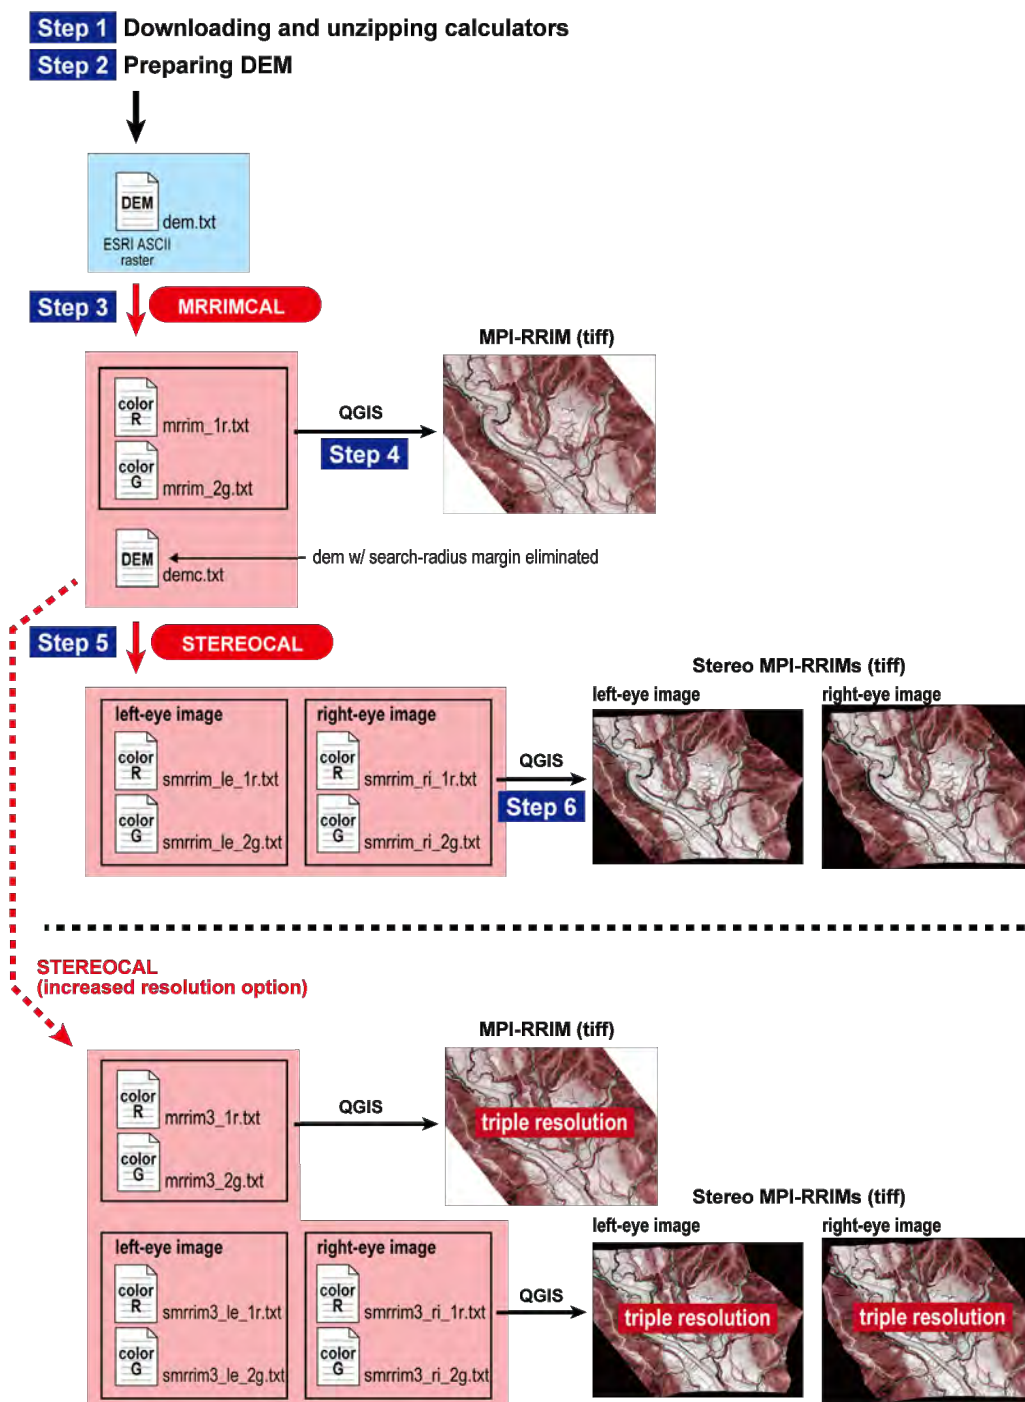 Step 1 Downloading and unzipping calculators
Step 2 Preparing DEM
DEM
dem.txt
ESRI ASCII
raster
Step 3 MRRIMCAL
MPI-RRIM (tiff)
color
R
mrrim_1r.txt
QGIS
Step 4
color
G
mrrim_2g.txt
DEM
demc.txt
dem w/ search-radius margin eliminated
Step 5 STEREOCAL
Stereo MPI-RRIMs (tiff)
left-eye image right-eye image
left-eye image right-eye image
color
R
smrrim_le_1r.txt
color
R
smrrim_ri_1r.txt
QGIS
Step 6
color
G
smrrim_le_2g.txt
color
G
smrrim_ri_2g.txt
STEREOCAL
(increased resolution option)
MPI-RRIM (tiff)
color
R
mrrim3_1r.txt
QGIS
triple resolution
color
G
mrrim3_2g.txt
Stereo MPI-RRIMs (tiff)
left-eye image right-eye image
left-eye image right-eye image
color
R
smrrim3_le_1r.txt
color
R
smrrim3_ri_1r.txt
QGIS
triple resolution triple resolution
color
G
smrrim3_le_2g.txt
color
G
smrrim3_ri_2g.txt